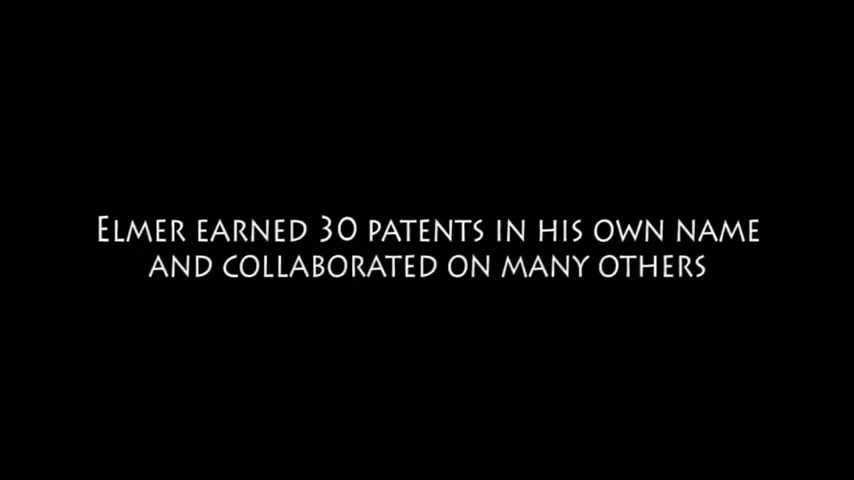 Elmer earned 30 patents in his own name
and collaborated on many others